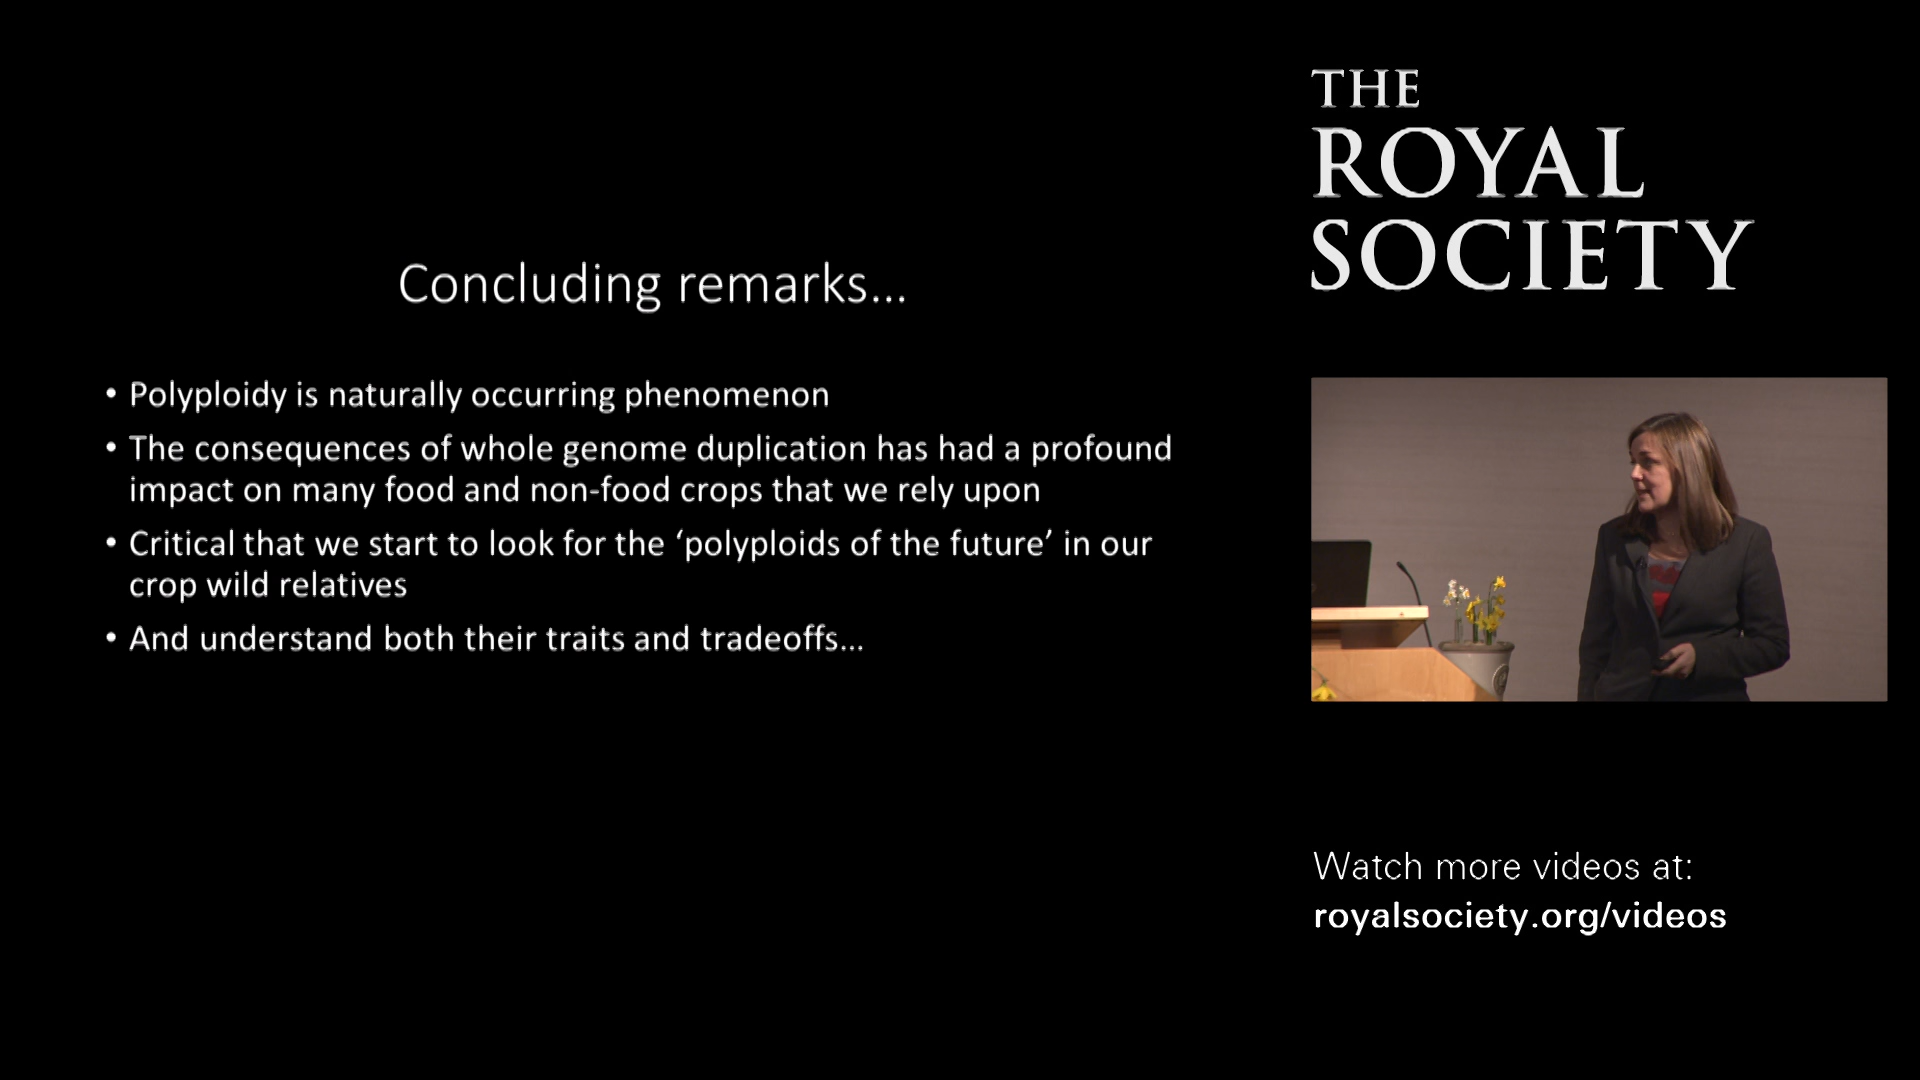 Concluding remarks...
• Polyploidy is naturally occurring phenomenon
• The consequences of whole genome duplication has had a profound
impact on many food and non-food crops that we rely upon
• Critical that we start to look for the ‘polyploids of the future’ in our
crop wild relatives
• And understand both their traits and tradeoffs...
THE
ROYAL
SOCIETY
Watch more videos at:
royalsociety.org/videos